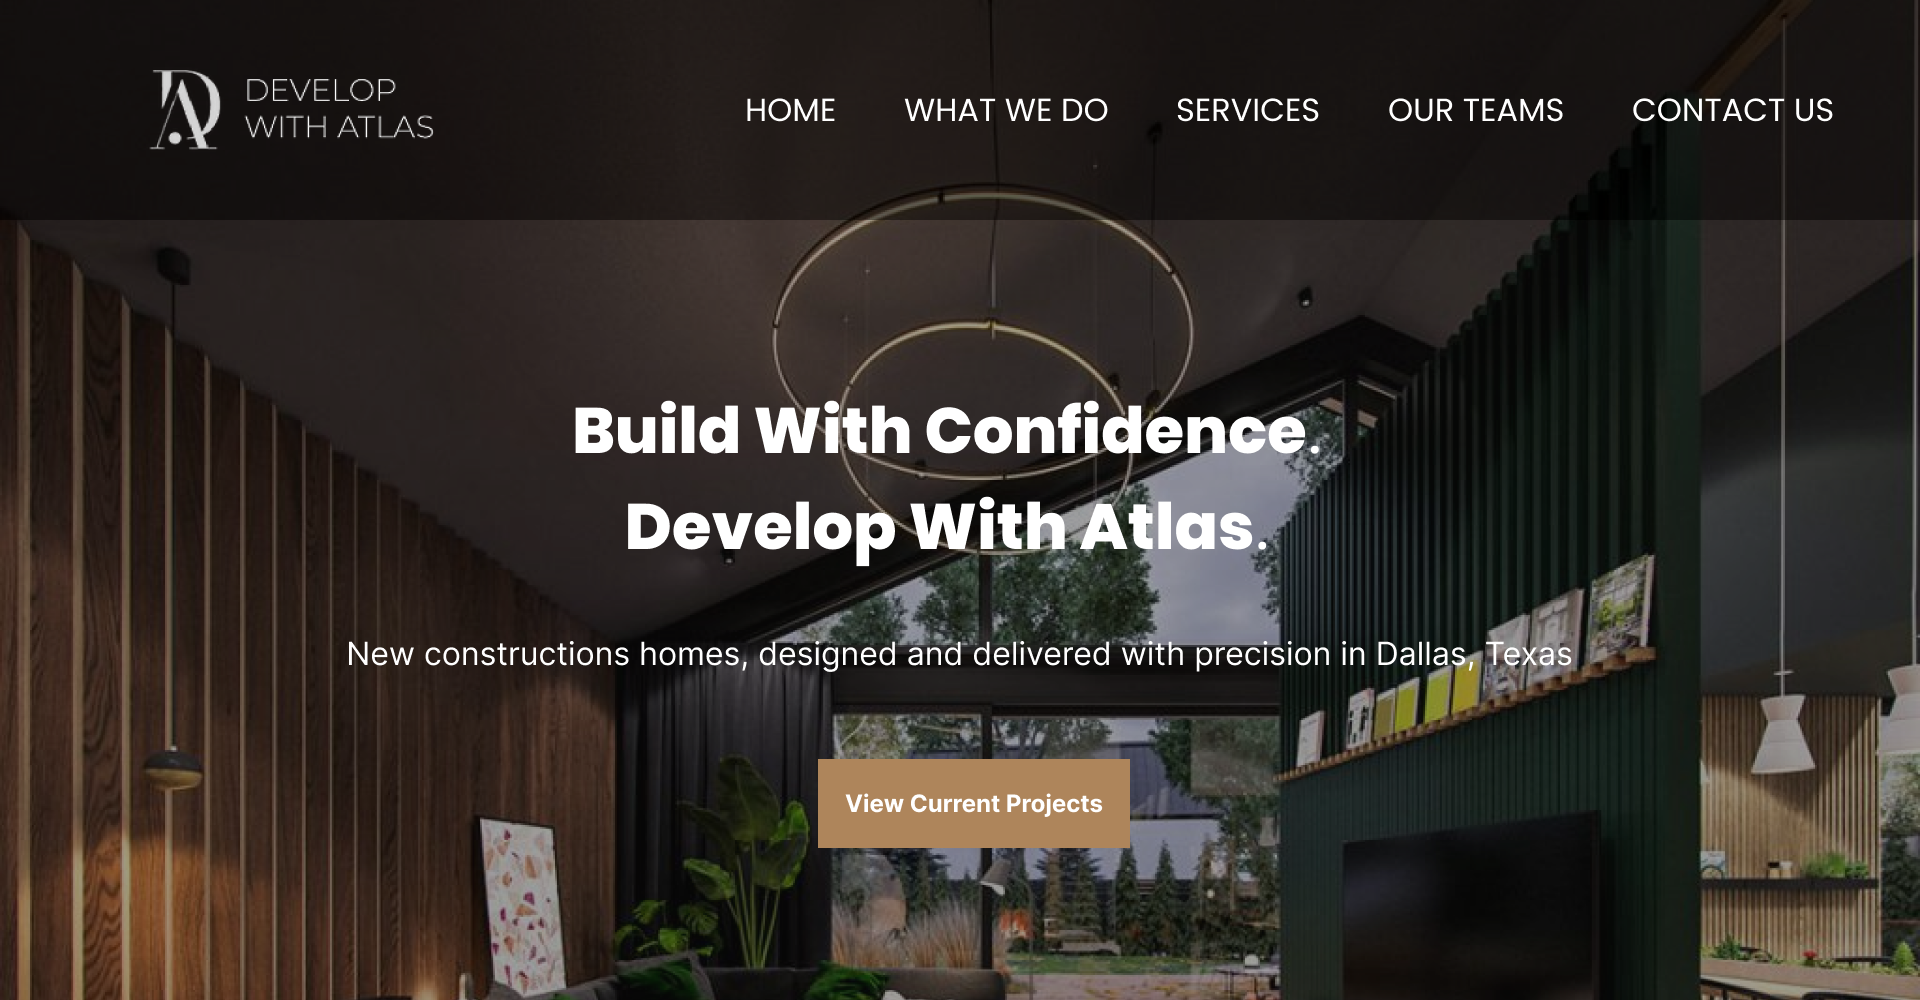 DEVELOP
WITH ATLAS
HOME WHAT WE DO SERVICES OUR TEAMS CONTACT US
Build With Confidence.
Develop With Atlas.
New constructions homes, designed and delivered with precision in Dallas, Texas
View Current Projects